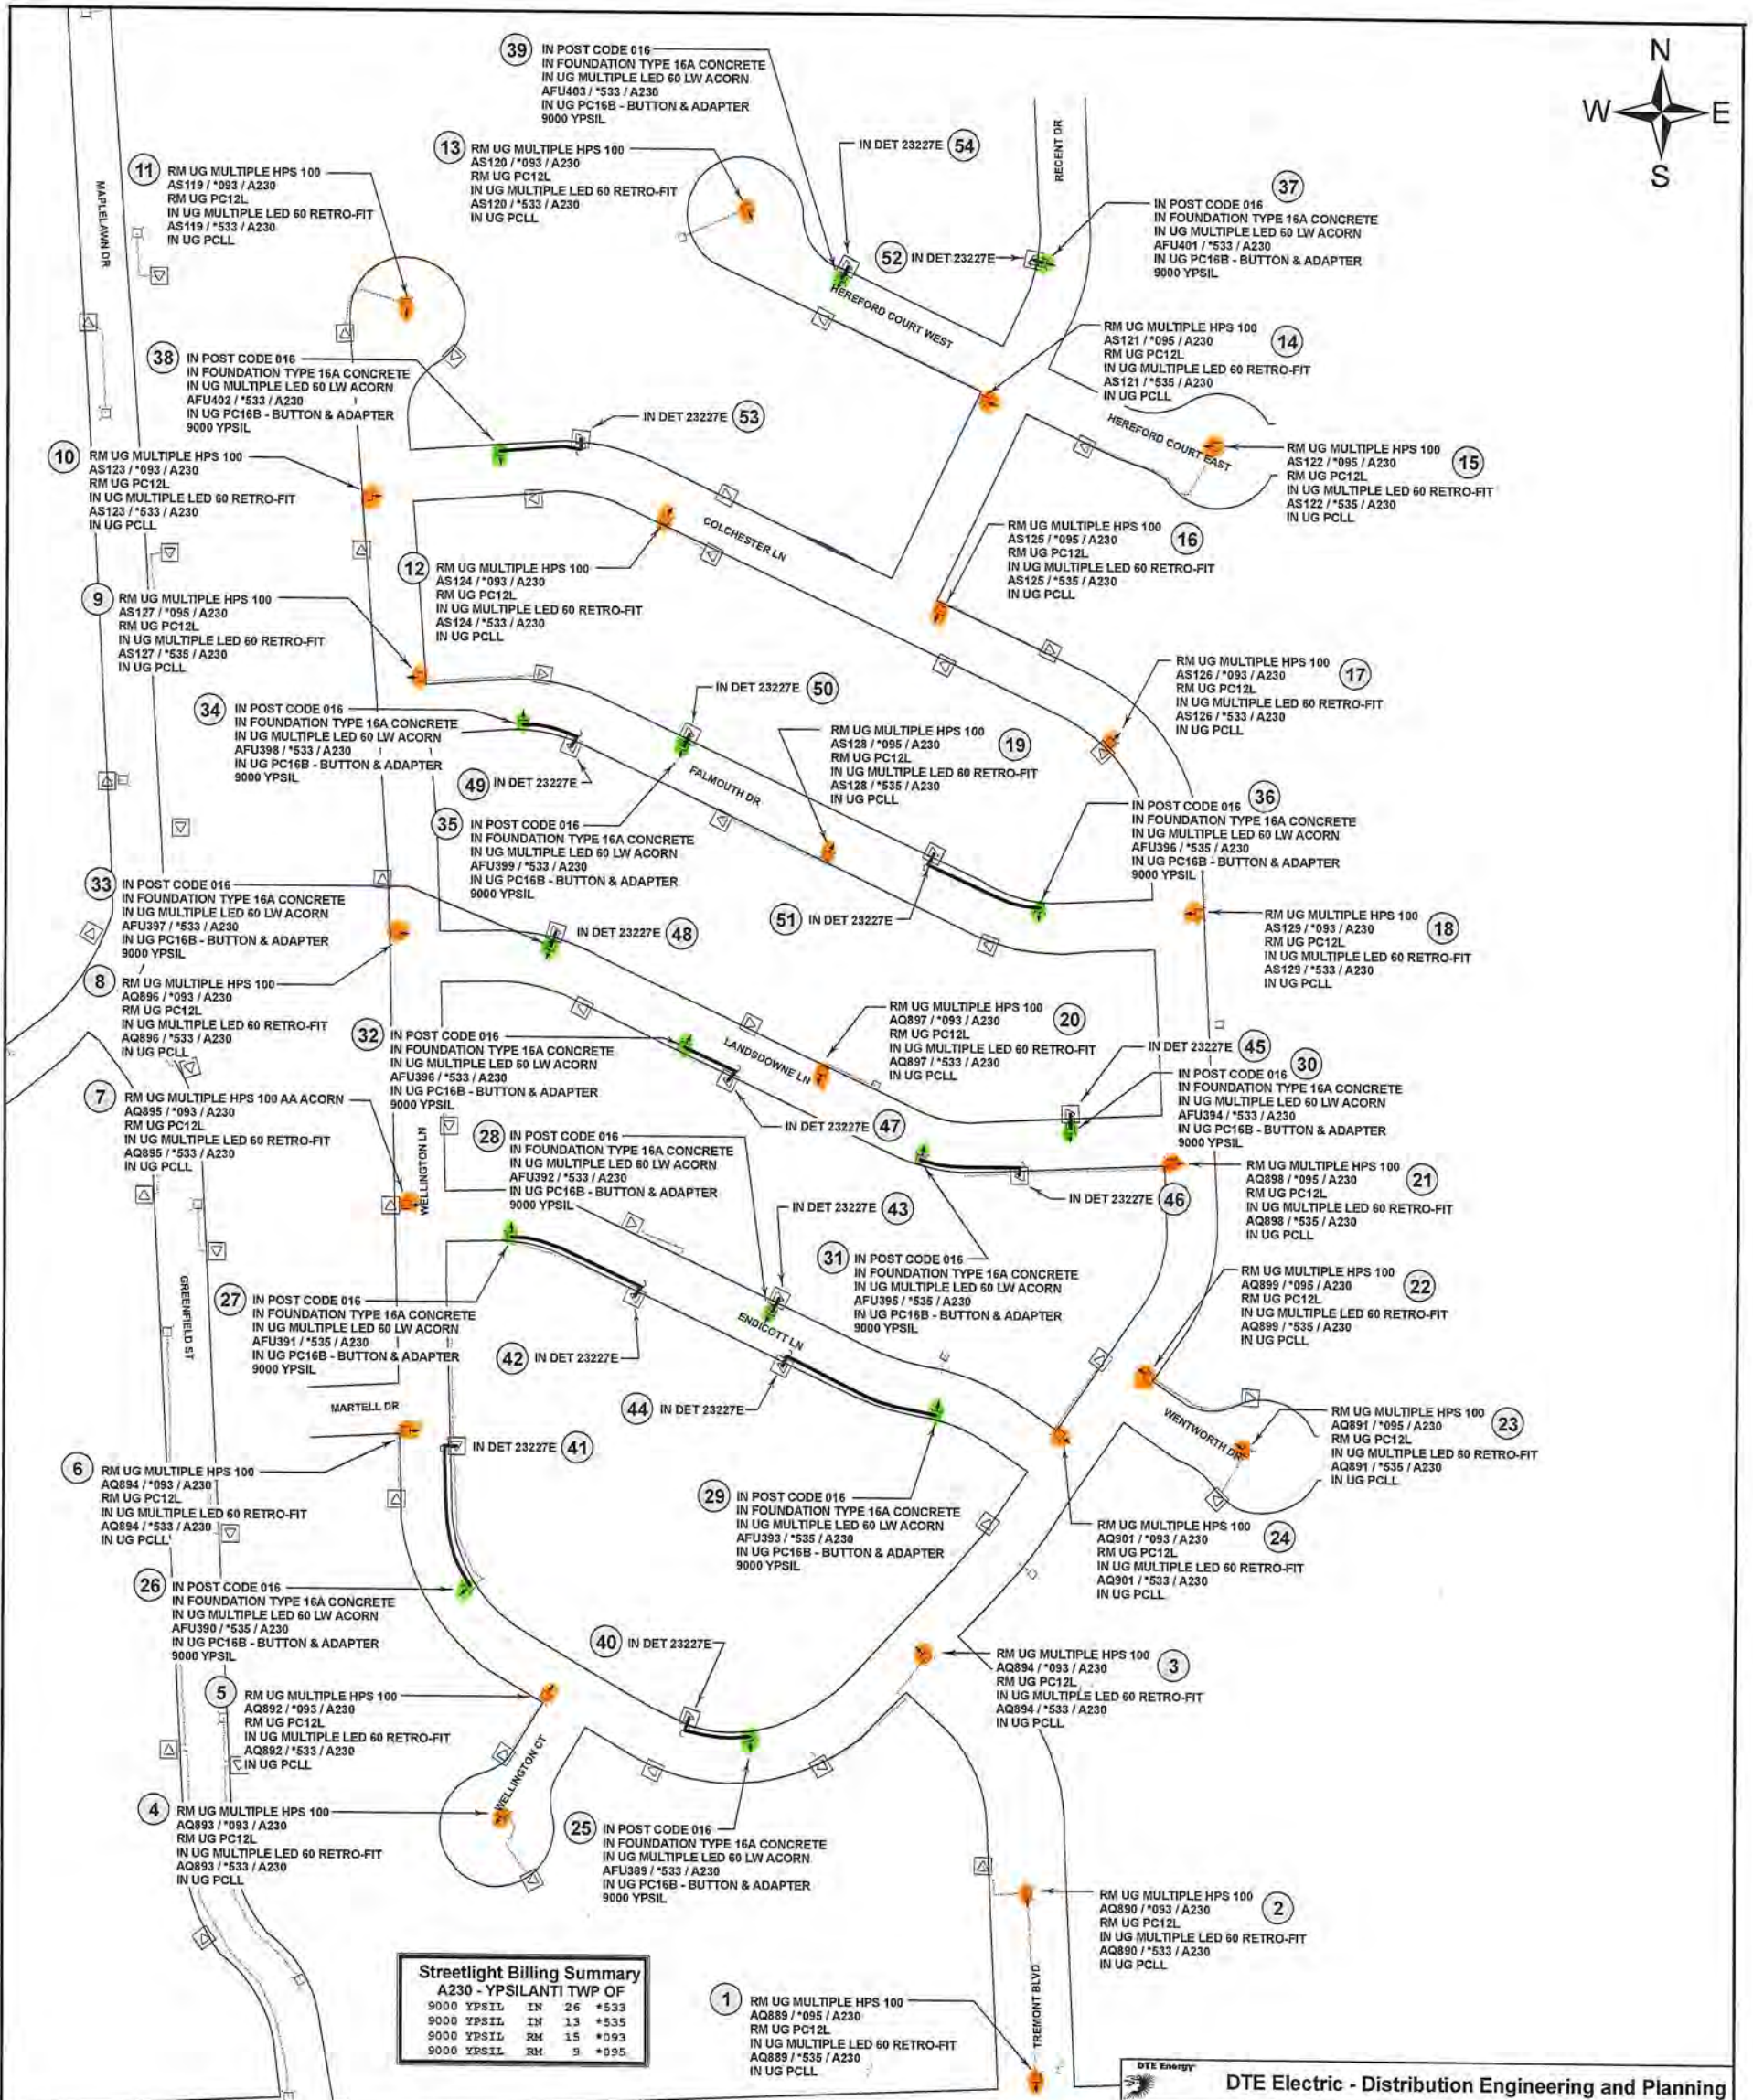 N
W
E
S
39
IN POST CODE 016
IN FOUNDATION TYPE 16A CONCRETE
IN UG MULTIPLE LED 60 LW ACORN
AFU403 / *533 / A230
IN UG PC16B - BUTTON & ADAPTER
9000 YPSIL
13
RM UG MULTIPLE HPS 100
AS120 / *093 / A230
RM UG PC12L
IN UG MULTIPLE LED 60 RETRO-FIT
AS120 / *533 / A230
IN UG PCLL
IN DET 23227E 54
RECENT DR
11
RM UG MULTIPLE HPS 100
AS119 / *093 / A230
RM UG PC12L
IN UG MULTIPLE LED 60 RETRO-FIT
AS119 / *533 / A230
IN UG PCLL
MAPLELAWN DR
37
IN POST CODE 016
IN FOUNDATION TYPE 16A CONCRETE
IN UG MULTIPLE LED 60 LW ACORN
AFU401 / *533 / A230
IN UG PC16B - BUTTON & ADAPTER
9000 YPSIL
52 IN DET 23227E
HEREFORD COURT WEST
14
RM UG MULTIPLE HPS 100
AS121 / *095 / A230
RM UG PC12L
IN UG MULTIPLE LED 60 RETRO-FIT
AS121 / *535 / A230
IN UG PCLL
38
IN POST CODE 016
IN FOUNDATION TYPE 16A CONCRETE
IN UG MULTIPLE LED 60 LW ACORN
AFU402 / *533 / A230
IN UG PC16B - BUTTON & ADAPTER
9000 YPSIL
IN DET 23227E 53
HEREFORD COURT EAST
15
RM UG MULTIPLE HPS 100
AS122 / *095 / A230
RM UG PC12L
IN UG MULTIPLE LED 60 RETRO-FIT
AS122 / *535 / A230
IN UG PCLL
10
RM UG MULTIPLE HPS 100
AS123 / *093 / A230
RM UG PC12L
IN UG MULTIPLE LED 60 RETRO-FIT
AS123 / *533 / A230
IN UG PCLL
COLCHESTER LN
16
RM UG MULTIPLE HPS 100
AS125 / *095 / A230
RM UG PC12L
IN UG MULTIPLE LED 60 RETRO-FIT
AS125 / *535 / A230
IN UG PCLL
12
RM UG MULTIPLE HPS 100
AS124 / *093 / A230
RM UG PC12L
IN UG MULTIPLE LED 60 RETRO-FIT
AS124 / *533 / A230
IN UG PCLL
9
RM UG MULTIPLE HPS 100
AS127 / *095 / A230
RM UG PC12L
IN UG MULTIPLE LED 60 RETRO-FIT
AS127 / *535 / A230
IN UG PCLL
17
RM UG MULTIPLE HPS 100
AS126 / *093 / A230
RM UG PC12L
IN UG MULTIPLE LED 60 RETRO-FIT
AS126 / *533 / A230
IN UG PCLL
IN DET 23227E 50
34
IN POST CODE 016
IN FOUNDATION TYPE 16A CONCRETE
IN UG MULTIPLE LED 60 LW ACORN
AFU398 / *533 / A230
IN UG PC16B - BUTTON & ADAPTER
9000 YPSIL
19
RM UG MULTIPLE HPS 100
AS128 / *095 / A230
RM UG PC12L
IN UG MULTIPLE LED 60 RETRO-FIT
AS128 / *535 / A230
IN UG PCLL
49 IN DET 23227E
FALMOUTH DR
36
IN POST CODE 016
IN FOUNDATION TYPE 16A CONCRETE
IN UG MULTIPLE LED 60 LW ACORN
AFU396 / *535 / A230
IN UG PC16B - BUTTON & ADAPTER
9000 YPSIL
35
IN POST CODE 016
IN FOUNDATION TYPE 16A CONCRETE
IN UG MULTIPLE LED 60 LW ACORN
AFU399 / *533 / A230
IN UG PC16B - BUTTON & ADAPTER
9000 YPSIL
33
IN POST CODE 016
IN FOUNDATION TYPE 16A CONCRETE
IN UG MULTIPLE LED 60 LW ACORN
AFU397 / *533 / A230
IN UG PC16B - BUTTON & ADAPTER
9000 YPSIL
51 IN DET 23227E
IN DET 23227E 48
18
RM UG MULTIPLE HPS 100
AS129 / *093 / A230
RM UG PC12L
IN UG MULTIPLE LED 60 RETRO-FIT
AS129 / *533 / A230
IN UG PCLL
8
RM UG MULTIPLE HPS 100
AQ896 / *093 / A230
RM UG PC12L
IN UG MULTIPLE LED 60 RETRO-FIT
AQ896 / *533 / A230
IN UG PCLL
20
RM UG MULTIPLE HPS 100
AQ897 / *093 / A230
RM UG PC12L
IN UG MULTIPLE LED 60 RETRO-FIT
AQ897 / *533 / A230
IN UG PCLL
32
IN POST CODE 016
IN FOUNDATION TYPE 16A CONCRETE
IN UG MULTIPLE LED 60 LW ACORN
AFU396 / *533 / A230
IN UG PC16B - BUTTON & ADAPTER
9000 YPSIL
LANDSDOWNE LN
IN DET 23227E 45
30
IN POST CODE 016
IN FOUNDATION TYPE 16A CONCRETE
IN UG MULTIPLE LED 60 LW ACORN
AFU394 / *533 / A230
IN UG PC16B - BUTTON & ADAPTER
9000 YPSIL
7
RM UG MULTIPLE HPS 100 AA ACORN
AQ895 / *093 / A230
RM UG PC12L
IN UG MULTIPLE LED 60 RETRO-FIT
AQ895 / *533 / A230
IN UG PCLL
IN DET 23227E 47
WELLINGTON LN
28
IN POST CODE 016
IN FOUNDATION TYPE 16A CONCRETE
IN UG MULTIPLE LED 60 LW ACORN
AFU392 / *533 / A230
IN UG PC16B - BUTTON & ADAPTER
9000 YPSIL
21
RM UG MULTIPLE HPS 100
AQ898 / *095 / A230
RM UG PC12L
IN UG MULTIPLE LED 60 RETRO-FIT
AQ898 / *535 / A230
IN UG PCLL
IN DET 23227E 46
IN DET 23227E 43
31
IN POST CODE 016
IN FOUNDATION TYPE 16A CONCRETE
IN UG MULTIPLE LED 60 LW ACORN
AFU395 / *535 / A230
IN UG PC16B - BUTTON & ADAPTER
9000 YPSIL
22
RM UG MULTIPLE HPS 100
AQ899 / *095 / A230
RM UG PC12L
IN UG MULTIPLE LED 60 RETRO-FIT
AQ899 / *535 / A230
IN UG PCLL
GREENFIELD ST
27
IN POST CODE 016
IN FOUNDATION TYPE 16A CONCRETE
IN UG MULTIPLE LED 60 LW ACORN
AFU391 / *535 / A230
IN UG PC16B - BUTTON & ADAPTER
9000 YPSIL
ENDICOTT LN
42 IN DET 23227E
44 IN DET 23227E
MARTELL DR
WENTWORTH DR
23
RM UG MULTIPLE HPS 100
AQ891 / *095 / A230
RM UG PC12L
IN UG MULTIPLE LED 60 RETRO-FIT
AQ891 / *535 / A230
IN UG PCLL
IN DET 23227E 41
6
RM UG MULTIPLE HPS 100
AQ894 / *093 / A230
RM UG PC12L
IN UG MULTIPLE LED 60 RETRO-FIT
AQ894 / *533 / A230
IN UG PCLL
29
IN POST CODE 016
IN FOUNDATION TYPE 16A CONCRETE
IN UG MULTIPLE LED 60 LW ACORN
AFU393 / *535 / A230
IN UG PC16B - BUTTON & ADAPTER
9000 YPSIL
24
RM UG MULTIPLE HPS 100
AQ901 / *093 / A230
RM UG PC12L
IN UG MULTIPLE LED 60 RETRO-FIT
AQ901 / *533 / A230
IN UG PCLL
26
IN POST CODE 016
IN FOUNDATION TYPE 16A CONCRETE
IN UG MULTIPLE LED 60 LW ACORN
AFU390 / *535 / A230
IN UG PC16B - BUTTON & ADAPTER
9000 YPSIL
40 IN DET 23227E
3
RM UG MULTIPLE HPS 100
AQ894 / *093 / A230
RM UG PC12L
IN UG MULTIPLE LED 60 RETRO-FIT
AQ894 / *533 / A230
IN UG PCLL
5
RM UG MULTIPLE HPS 100
AQ892 / *093 / A230
RM UG PC12L
IN UG MULTIPLE LED 60 RETRO-FIT
AQ892 / *533 / A230
IN UG PCLL
WELLINGTON CT
4
RM UG MULTIPLE HPS 100
AQ893 / *093 / A230
RM UG PC12L
IN UG MULTIPLE LED 60 RETRO-FIT
AQ893 / *533 / A230
IN UG PCLL
25
IN POST CODE 016
IN FOUNDATION TYPE 16A CONCRETE
IN UG MULTIPLE LED 60 LW ACORN
AFU389 / *533 / A230
IN UG PC16B - BUTTON & ADAPTER
9000 YPSIL
2
RM UG MULTIPLE HPS 100
AQ890 / *093 / A230
RM UG PC12L
IN UG MULTIPLE LED 60 RETRO-FIT
AQ890 / *533 / A230
IN UG PCLL
Streetlight Billing Summary
A230 - YPSILANTI TWP OF
9000 YPSIL IN 26 *533
9000 YPSIL IN 13 *535
9000 YPSIL RM 15 *093
9000 YPSIL RM 9 *095
1
RM UG MULTIPLE HPS 100
AQ889 / *095 / A230
RM UG PC12L
IN UG MULTIPLE LED 60 RETRO-FIT
AQ889 / *535 / A230
IN UG PCLL
TREMONT BLVD
DTE Energy
DTE Electric - Distribution Engineering and Planning